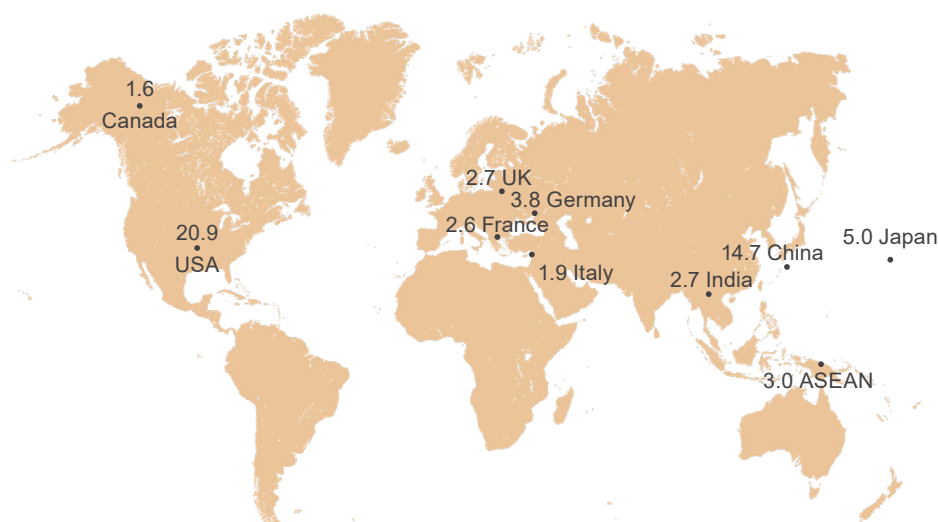 1.6
Canada
20.9
USA
2.7 UK
3.8 Germany
2.6 France
1.9 Italy
5.0 Japan
14.7 China
2.7 India
3.0 ASEAN